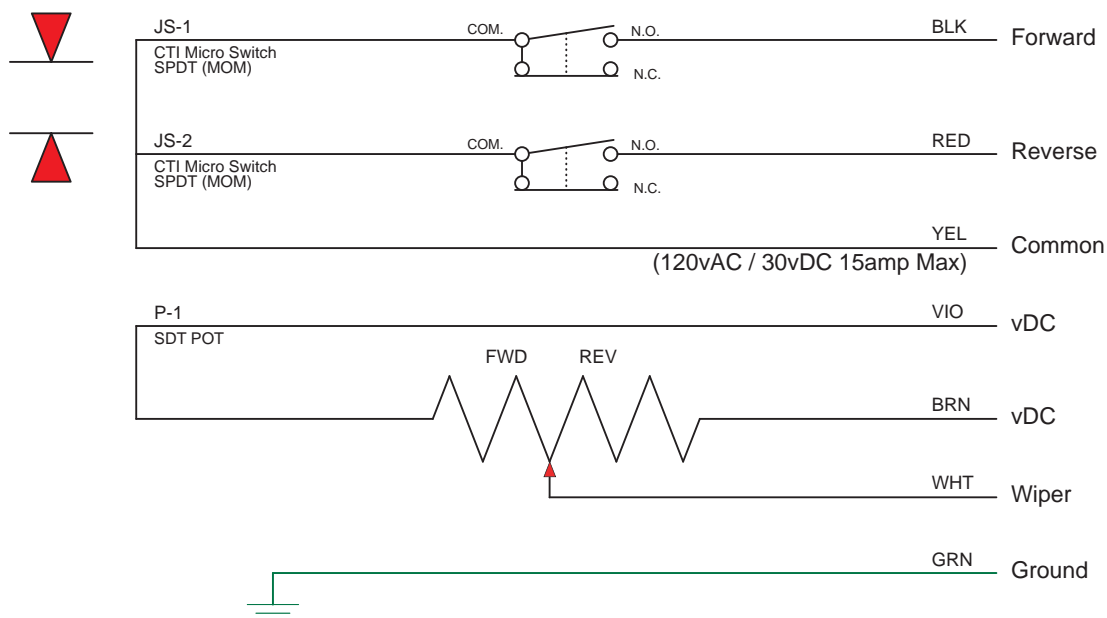 JS-1
COM.
N.O.
BLK
Forward
CTI Micro Switch
SPDT (MOM)
N.C.
JS-2
COM.
N.O.
RED
Reverse
CTI Micro Switch
SPDT (MOM)
N.C.
YEL
Common
(120vAC / 30vDC 15amp Max)
P-1
VIO
vDC
SDT POT
FWD
REV
BRN
vDC
WHT
Wiper
GRN
Ground